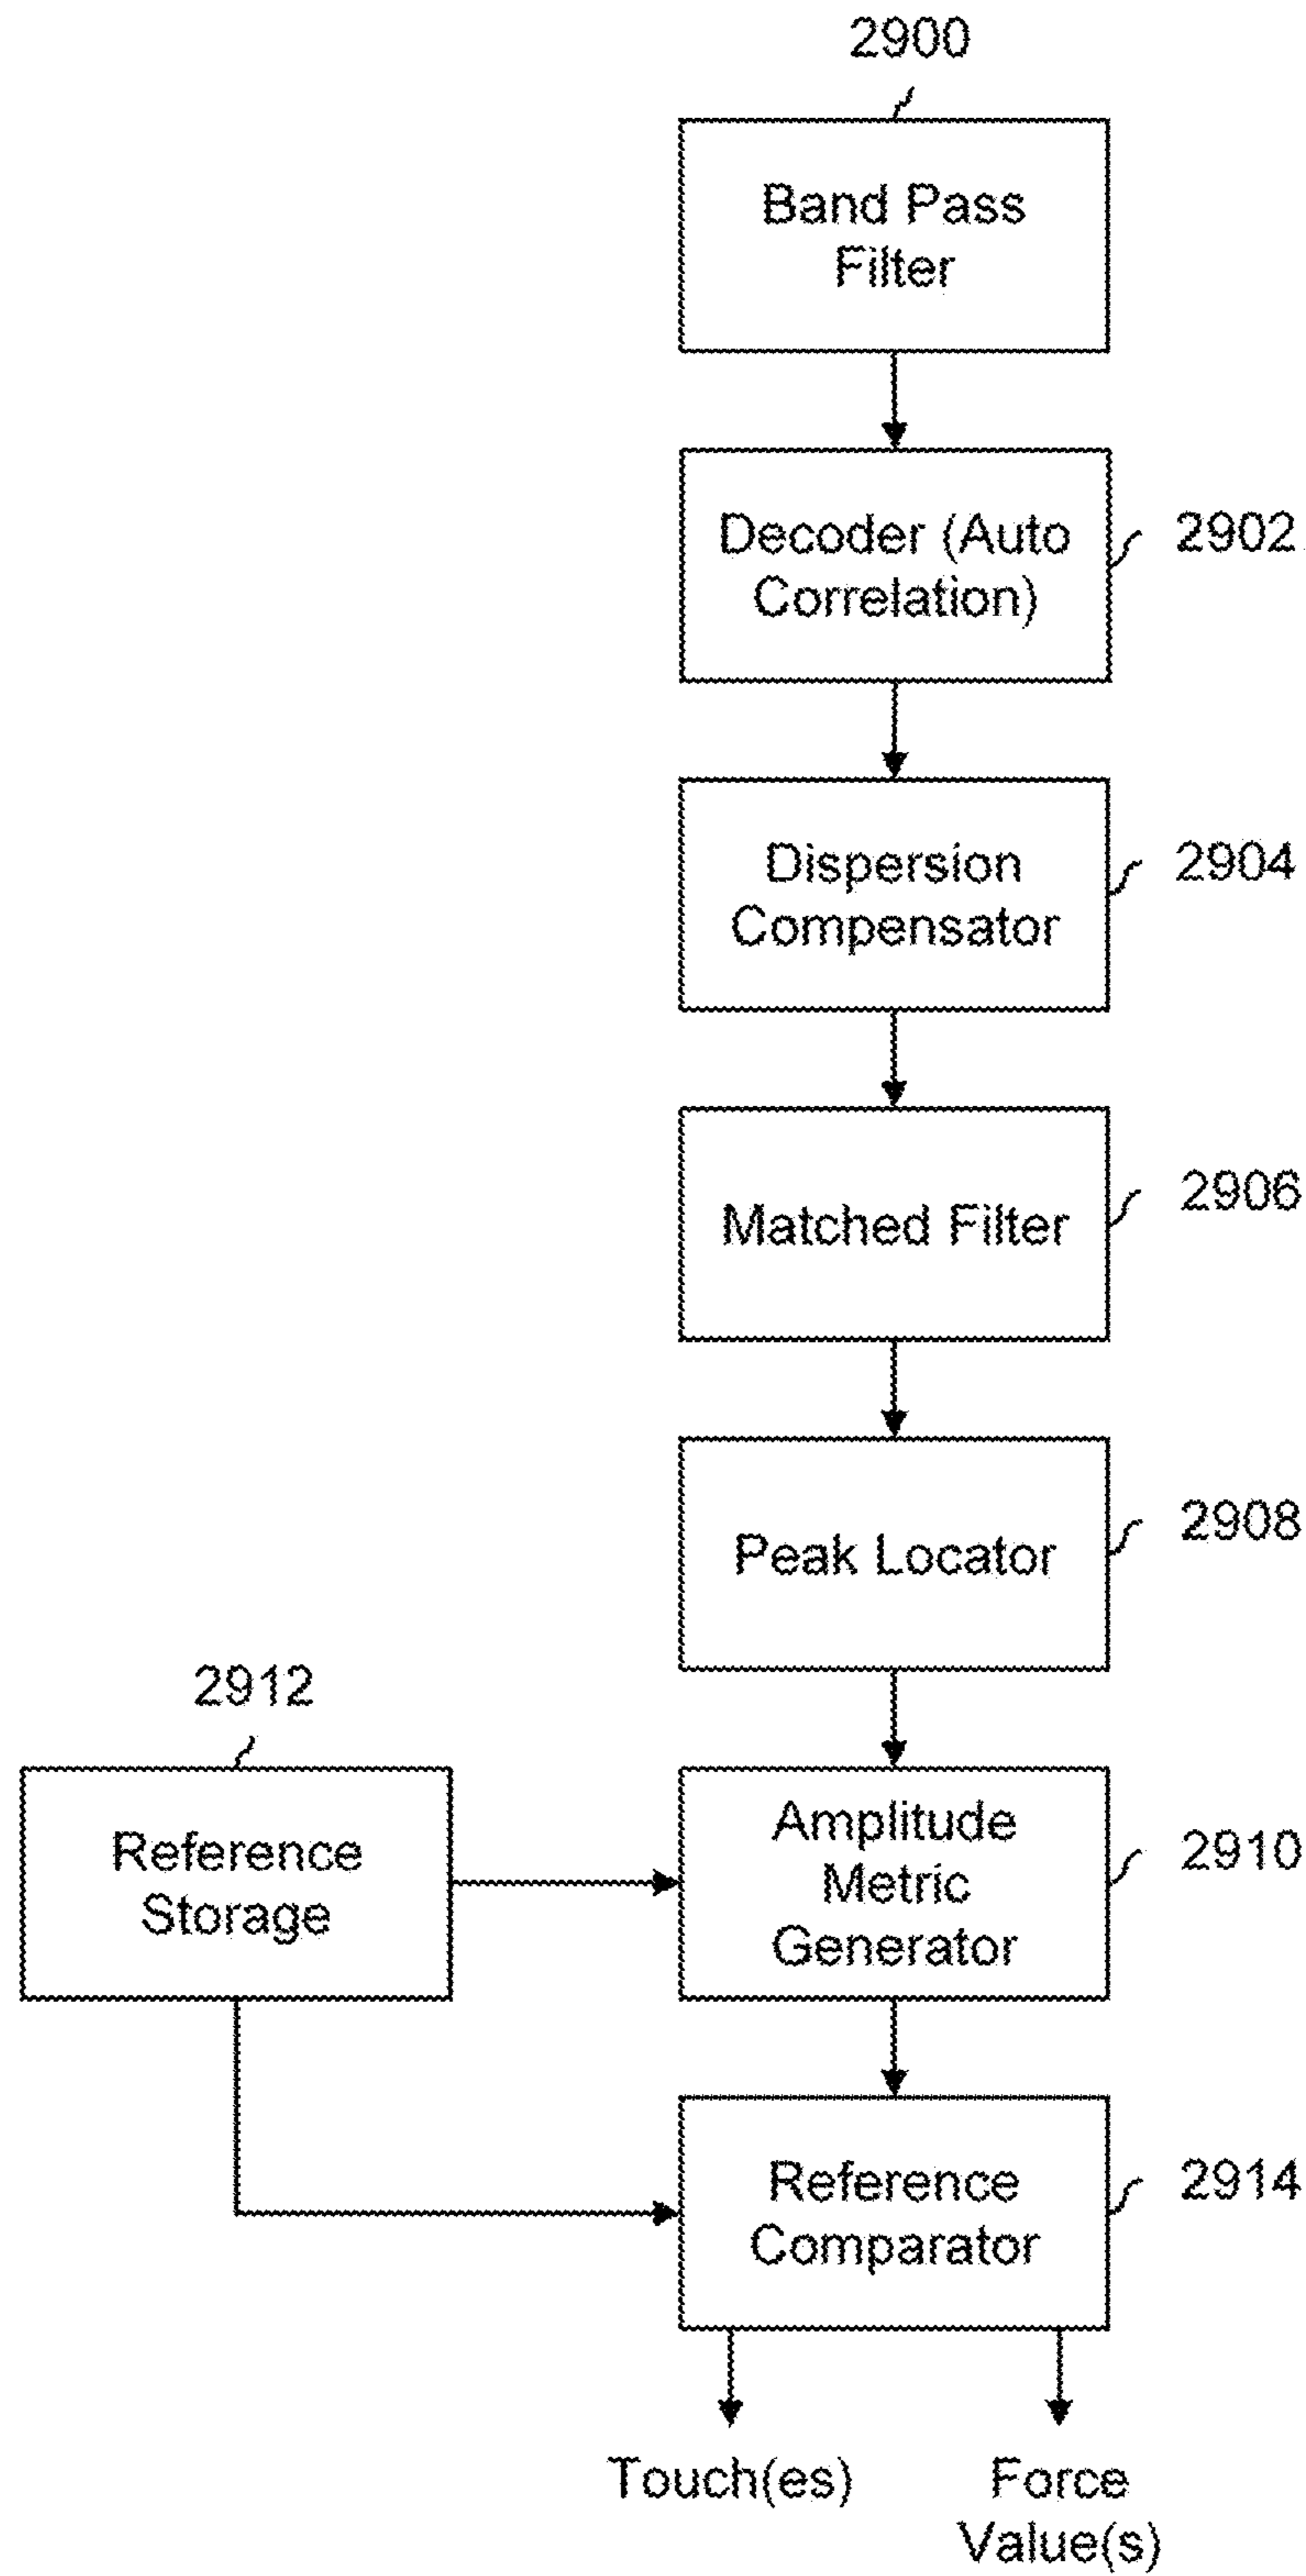 2900
Band Pass
Filter
Decoder (Auto
Correlation)
2902
Dispersion
Compensator
2904
Matched Filter
2906
Peak Locator
2908
2912
Reference
Storage
Amplitude
Metric
Generator
2910
Reference
Comparator
2914
Touch(es)
Force
Value(s)